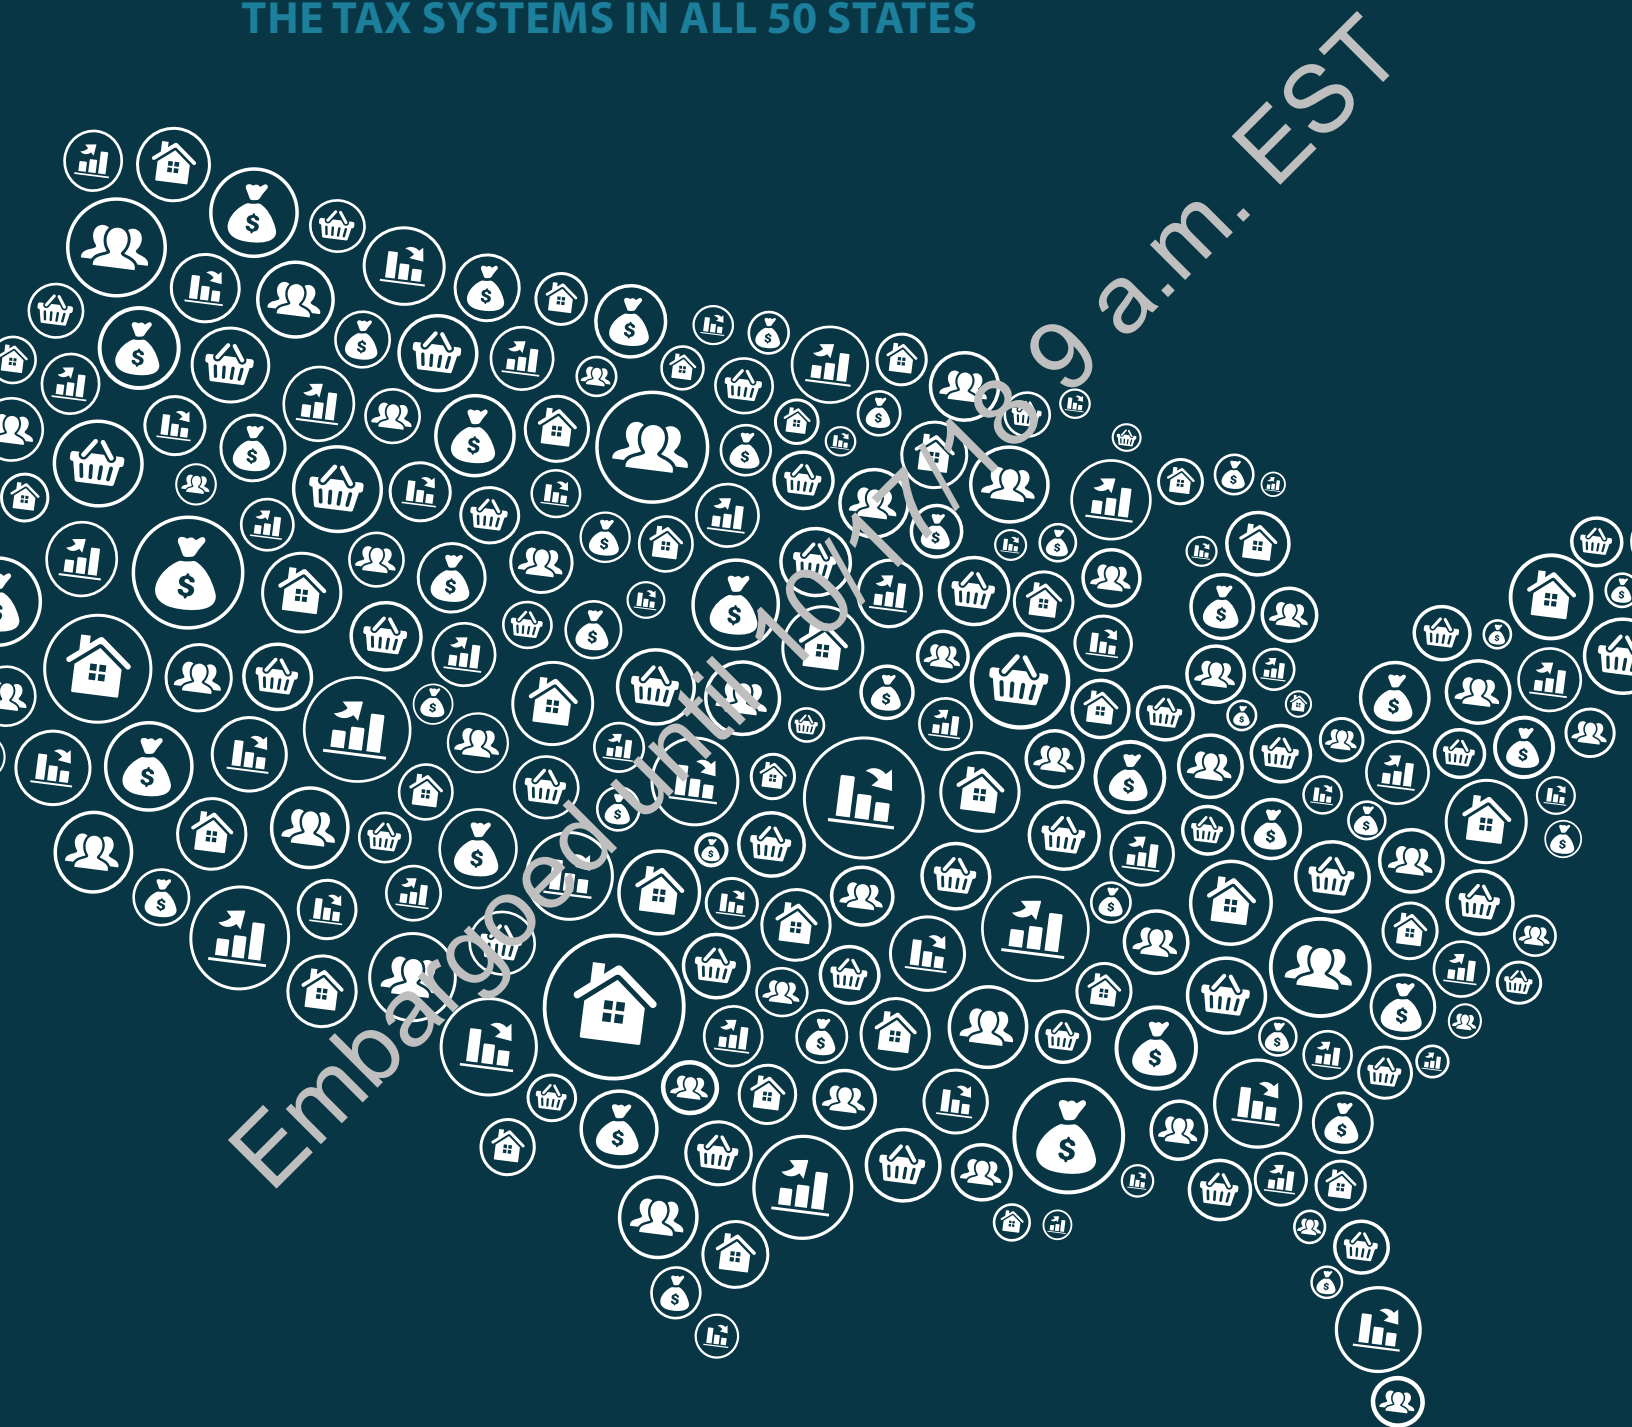 THE TAX SYSTEMS IN ALL 50 STATES
Embargoed until 10/17/18 9 a.m. EST